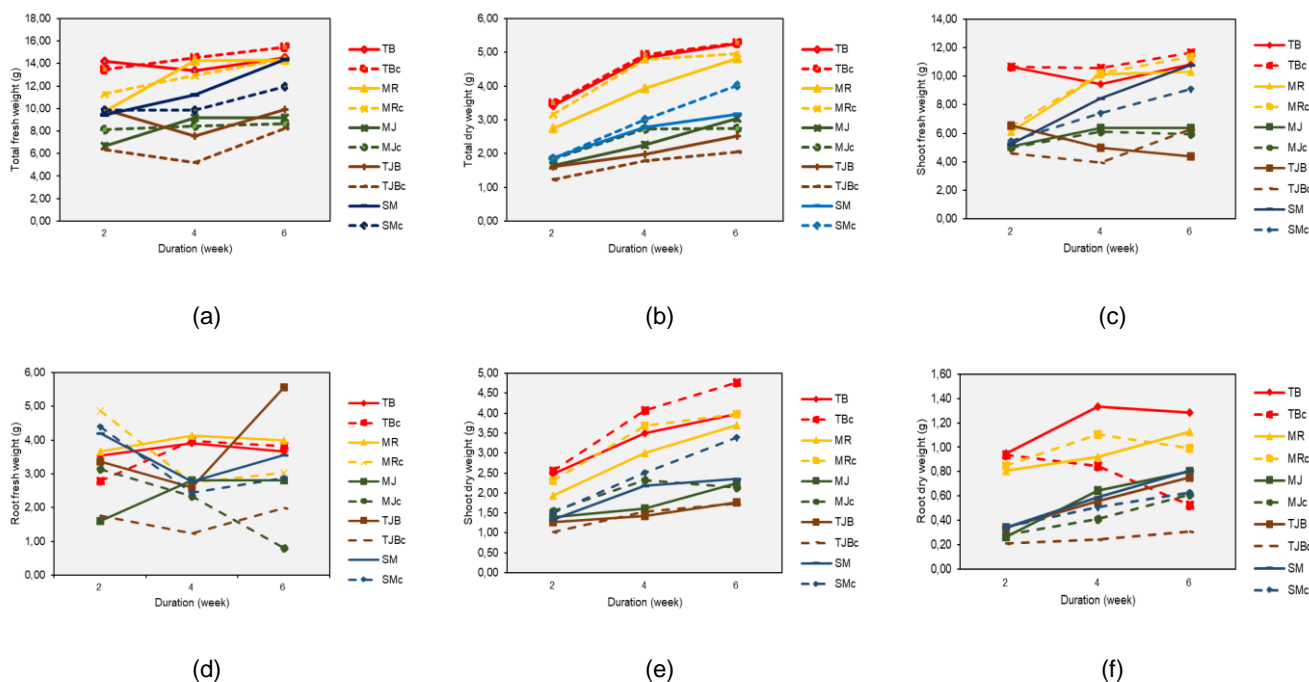 18,00
16,00
14,00
12,00
10,00
8,00
6,00
4,00
2,00
0,00
Total fresh weight (g)
2 4 6
Duration (week)
TB
TBc
MR
MRc
MJ
MJc
TJB
TJBc
SM
SMc
(a)
6,00
5,00
4,00
3,00
2,00
1,00
0,00
Total dry weight (g)
2 4 6
Duration (week)
TB
TBc
MR
MRc
MJ
MJc
TJB
TJBc
SM
SMc
(b)
14,00
12,00
10,00
8,00
6,00
4,00
2,00
0,00
Shoot fresh weight (g)
2 4 6
Duration (week)
TB
TBc
MR
MRc
MJ
MJc
TJB
TJBc
SM
SMc
(c)
6,00
5,00
4,00
3,00
2,00
1,00
0,00
Root fresh weight (g)
2 4 6
Duration (week)
TB
TBc
MR
MRc
MJ
MJc
TJB
TJBc
SM
SMc
(d)
5,00
4,50
4,00
3,50
3,00
2,50
2,00
1,50
1,00
0,50
0,00
Shoot dry weight (g)
2 4 6
Duration (week)
TB
TBc
MR
MRc
MJ
MJc
TJB
TJBc
SM
SMc
(e)
1,60
1,40
1,20
1,00
0,80
0,60
0,40
0,20
0,00
Root dry weight (g)
2 4 6
Duration (week)
TB
TBc
MR
MRc
MJ
MJc
TJB
TJBc
SM
SMc
(f)